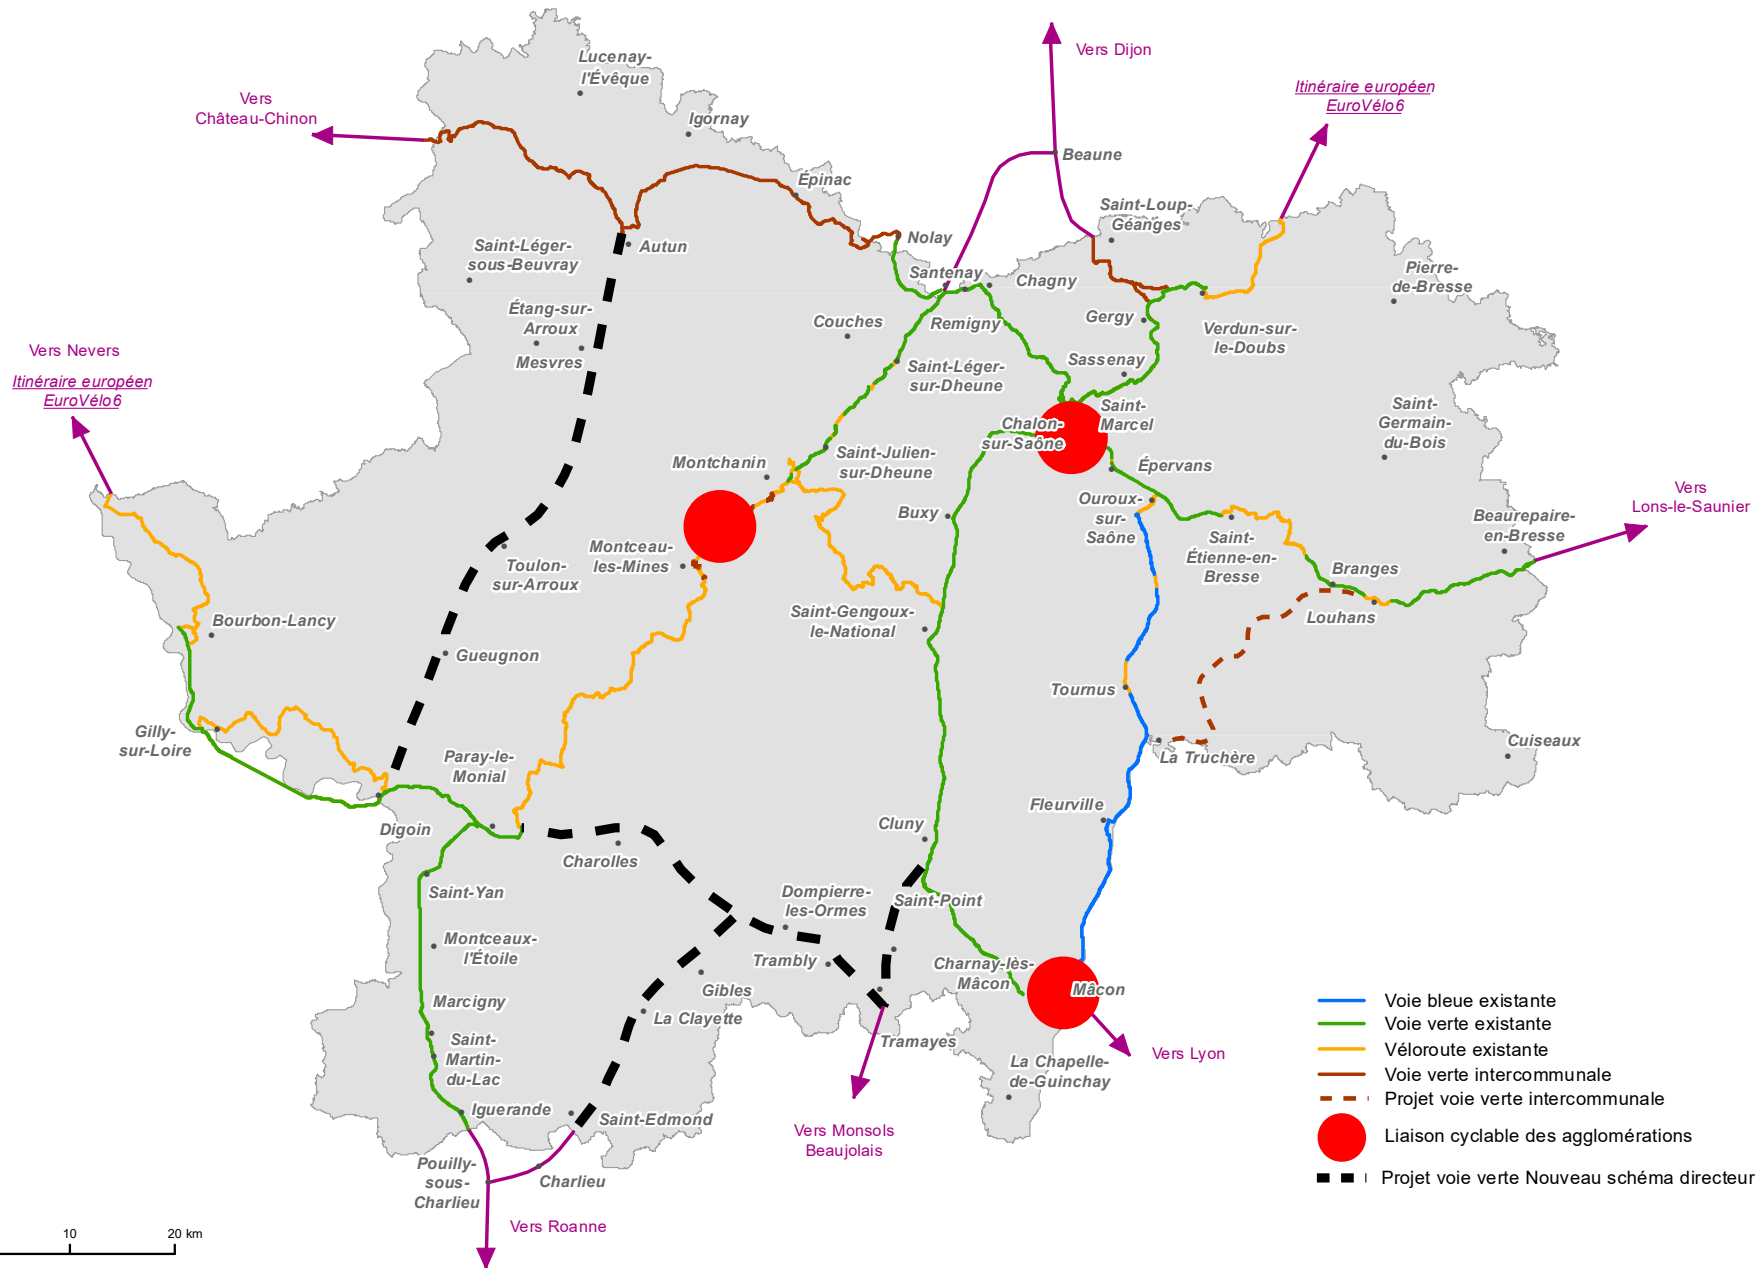 Lucenay-
l'Évêque
Vers Dijon
Itinéraire européen
EuroVélo6
Vers
Château-Chinon
Igornay
Beaune
Épinac
Saint-Loup-
Géanges
Nolay
Autun
Saint-Léger-
sous-Beuvray
Santenay
Chagny
Pierre-
de-Bresse
Étang-sur-
Arroux
Mesvres
Couches
Remigny
Gergy
Verdun-sur-
le-Doubs
Vers Nevers
Itinéraire européen
EuroVélo6
Saint-Léger-
sur-Dheune
Sassenay
Saint-
Marcel
Chalon-
sur-Saône
Saint-
Germain-
du-Bois
Montchanin
Saint-Julien-
sur-Dheune
Épervans
Vers
Lons-le-Saunier
Ouroux-
sur-
Saône
Buxy
Beaurepaire-
en-Bresse
Saint-
Étienne-en-
Bresse
Montceau-
les-Mines
Toulon-
sur-Arroux
Branges
Louhans
Saint-Gengoux-
le-National
Bourbon-Lancy
Gueugnon
Tournus
Gilly-
sur-Loire
Paray-le-
Monial
La Truchère
Cuiseaux
Digoin
Fleurville
Cluny
Charolles
Saint-Yan
Dompierre-
les-Ormes
Saint-Point
Montceaux-
l'Étoile
Trambly
Charnay-lès-
Mâcon
Mâcon
Gibles
Marcigny
La Clayette
Saint-
Martin-
du-Lac
Tramayes
Vers Lyon
La Chapelle-
de-Guinchay
Iguerande
Saint-Edmond
Vers Monsols
Beaujolais
Pouilly-
sous-
Charlieu
Charlieu
Vers Roanne
Voie bleue existante
Voie verte existante
Véloroute existante
Voie verte intercommunale
Projet voie verte intercommunale
Liaison cyclable des agglomérations
Projet voie verte Nouveau schéma directeur
10
20 km